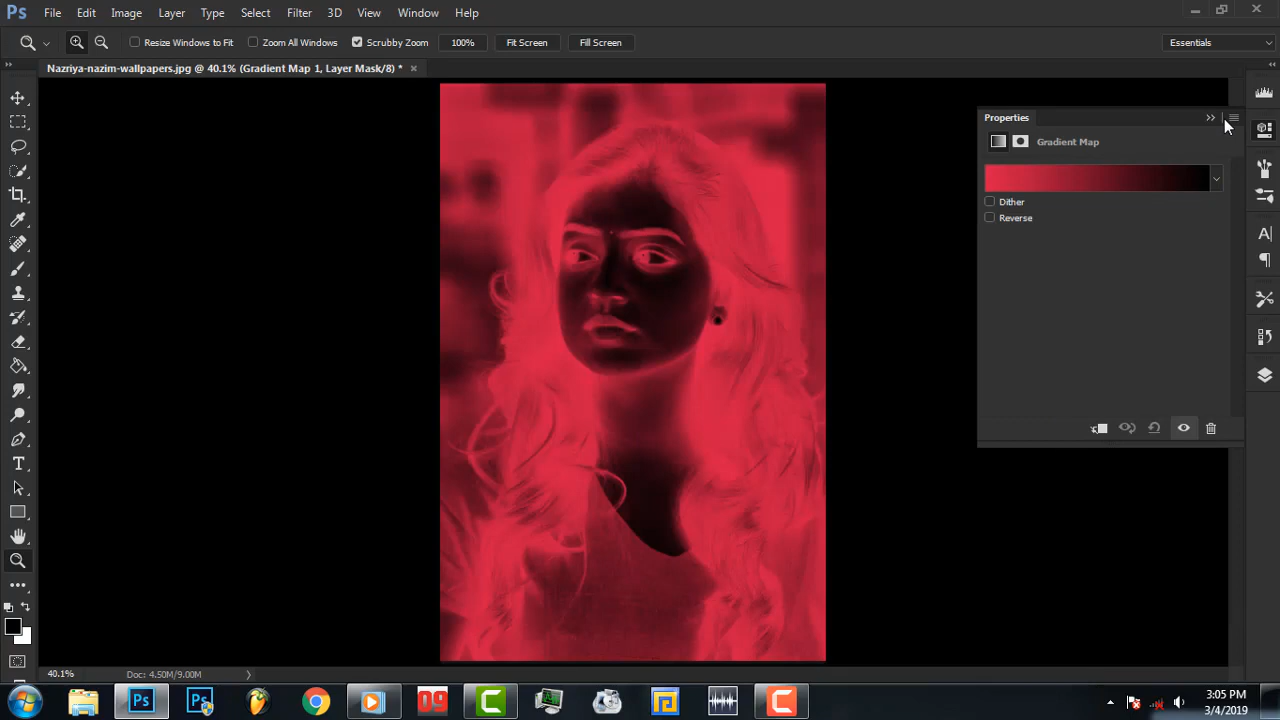 Ps File Edit Image Layer Type Select Filter 3D View Window Help
Resize Windows to Fit Zoom All Windows Scrubby Zoom 100% Fit Screen Fill Screen Essentials
Nazriya-nazim-wallpapers.jpg @ 40.1% (Gradient Map 1, Layer Mask/8) *
Properties
Gradient Map
Dither
Reverse
40.1% Doc: 4.50M/9.00M
Ps Ps 09 C C
3:05 PM
3/4/2019